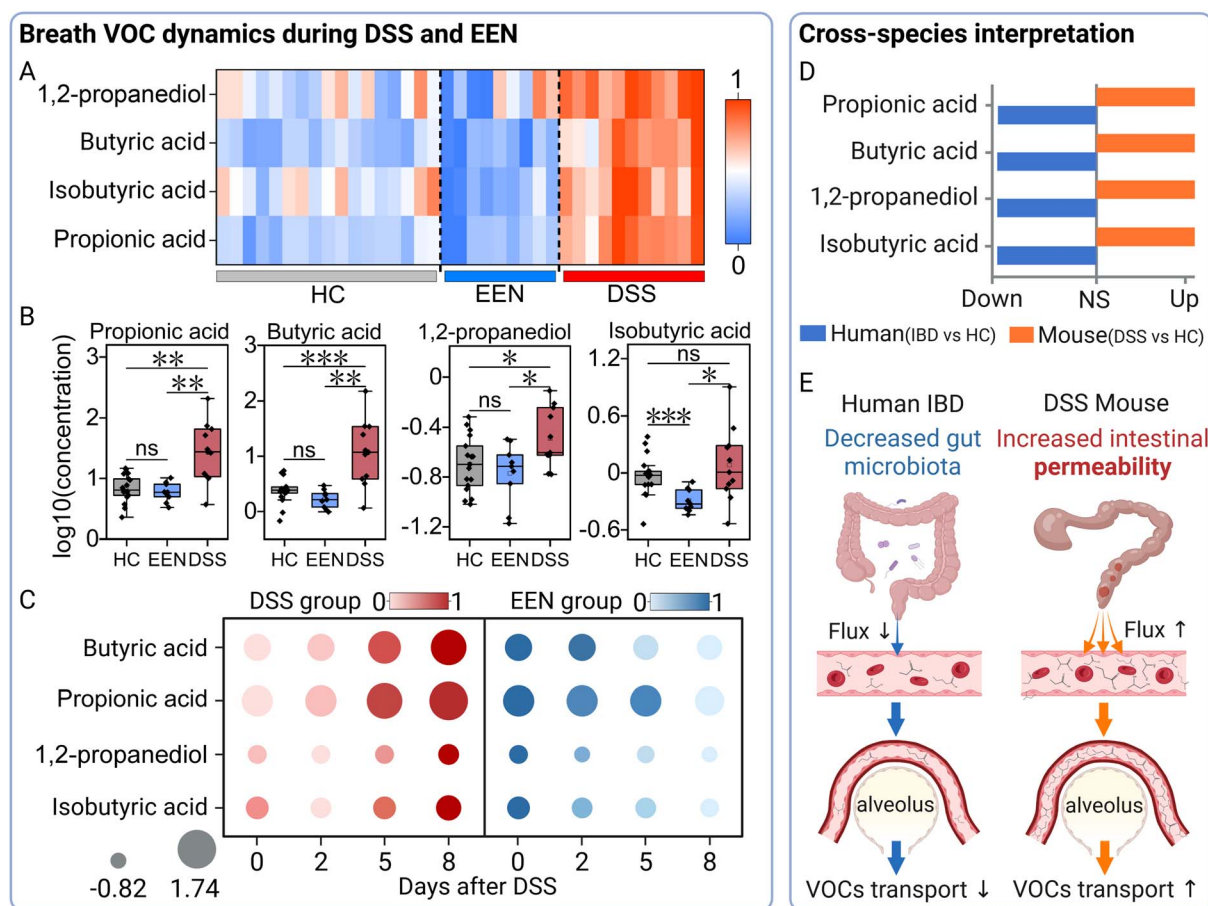 Breath VOC dynamics during DSS and EEN
A
1,2-propanediol
Butyric acid
Isobutyric acid
Propionic acid
1
0
HC
EEN
DSS
B
log10(concentration)
Propionic acid
3
2
1
0
**
**
ns
HC EEN DSS
Butyric acid
3
2
1
0
***
**
ns
HC EEN DSS
1,2-propanediol
0
-0.4
-0.8
-1.2
*
*
ns
HC EEN DSS
Isobutyric acid
1.2
0.6
0
-0.6
ns
*
***
HC EEN DSS
C
DSS group 0 1
EEN group 0 1
Butyric acid
Propionic acid
1,2-propanediol
Isobutyric acid
0 2 5 8 0 2 5 8
Days after DSS
-0.82 1.74
Cross-species interpretation
D
Propionic acid
Butyric acid
1,2-propanediol
Isobutyric acid
Down NS Up
Human(IBD vs HC) Mouse(DSS vs HC)
E
Human IBD
Decreased gut
microbiota
Flux ↓
alveolus
VOCs transport ↓
DSS Mouse
Increased intestinal
permeability
Flux ↑
alveolus
VOCs transport ↑